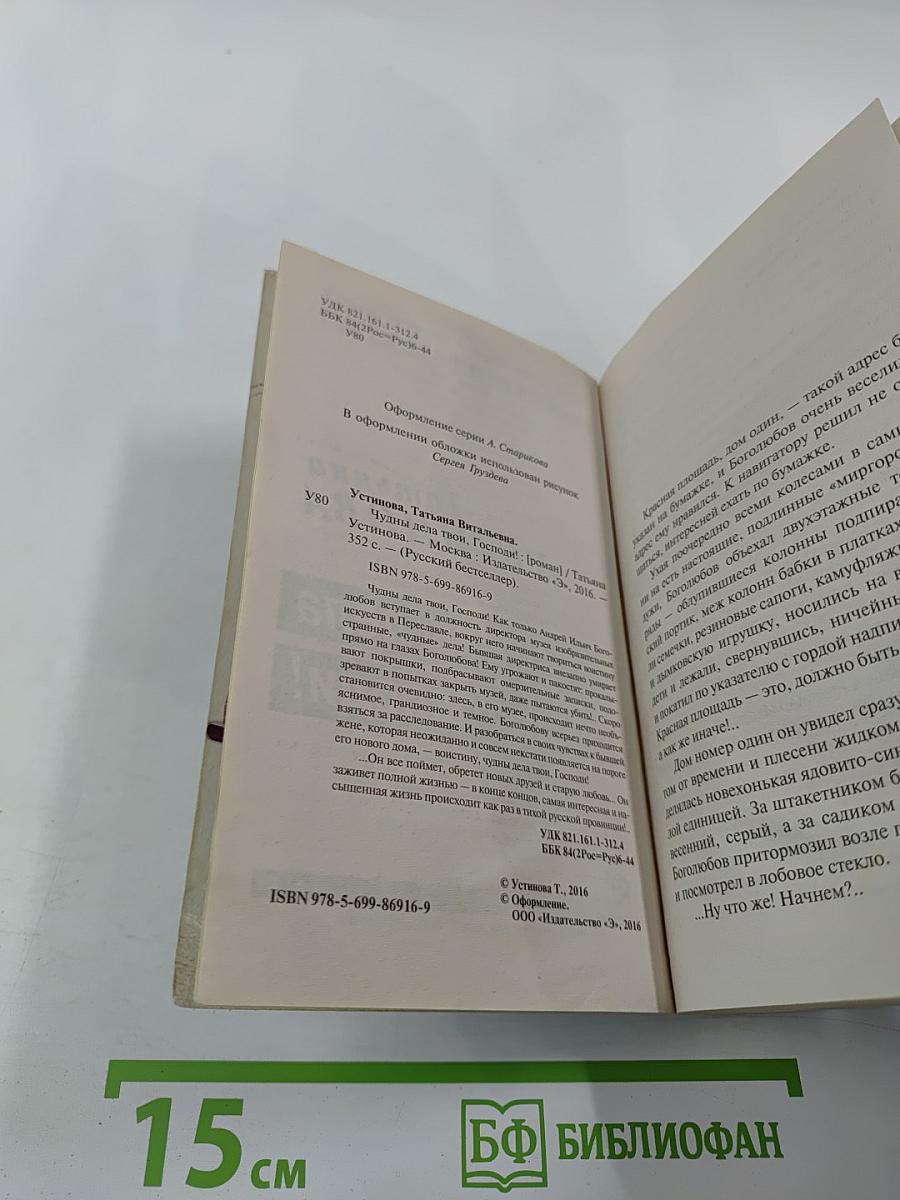 УДК 821.161.1-312.4
ББК 84(2Рос=Рус)6-44
У80
Оформление серии А. Старикова
В оформлении обложки использован рисунок
Сергея Груздева
Устинова, Татьяна Витальевна.
У80 Чудны дела твои, Господи! : [роман] / Татьяна
Устинова. — Москва : Издательство «Э», 2016. —
352 с. — (Русский бестселлер).
ISBN 978-5-699-86916-9
Чудны дела твои, Господи! Как только Андрей Ильич Бого-
любов вступает в должность директора музея изобразительных
искусств в Переславле, вокруг него начинают твориться воистину
странные, «чудные» дела! Бывшая директриса внезапно умирает
прямо на глазах Боголюбова! Ему угрожают и пакостят: прокалы-
вают покрышки, подбрасывают омерзительные записки, подо-
зревают в попытках закрыть музей, даже пытаются убить!.. Скоро
становится очевидно: здесь, в его музее, происходит нечто необъ-
яснимое, грандиозное и темное. Боголюбову всерьез приходится
взяться за расследование. И разобраться в своих чувствах к бывшей
жене, которая неожиданно и совсем некстати появляется на пороге
его нового дома, — воистину, чудны дела твои, Господи!
...Он все поймет, обретет новых друзей и старую любовь... Он
заживет полной жизнью — в конце концов, самая интересная и на-
сыщенная жизнь происходит как раз в тихой русской провинции!..
УДК 821.161.1-312.4
ББК 84(2Рос=Рус)6-44
© Устинова Т., 2016
© Оформление.
ООО «Издательство «Э», 2016
ISBN 978-5-699-86916-9
Красная площадь, дом один, — такой адрес
указан на бумажке, и Боголюбов очень
адрес ему нравился. К навигатору решил не
интересней ехать по бумажке.
Ухая поочередно всеми колесами в
ни на есть настоящие, подлинные
Боголюбов объехал двухэтажные
ряды — облупившиеся колонны
ский портик, меж колонн бабки в платках
ли семечки, резиновые сапоги,
и дымковскую игрушку, носились на
дети и лежали, свернувшись,
и покатил по указателю с гордой
Красная площадь — это, должно быть
а как же иначе!..
Дом номер один он увидел сразу
том от времени и плесени
делялась новехонькая
лой единицей. За штакетником
весенний, серый, а за садиком
Боголюбов притормозил возле
и посмотрел в лобовое стекло.
...Ну что же! Начнем?..
15 см
БФ БИБЛИОФАН